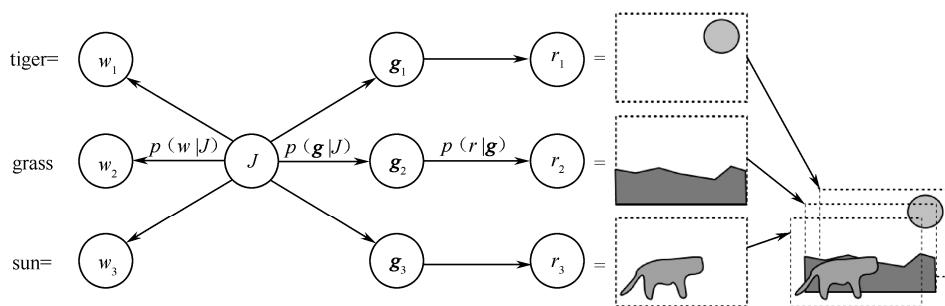 tiger= w₁ g₁ r₁ =
grass w₂ p（w|J） J p（g|J） g₂ p（r|g） r₂ =
sun= w₃ g₃ r₃ =